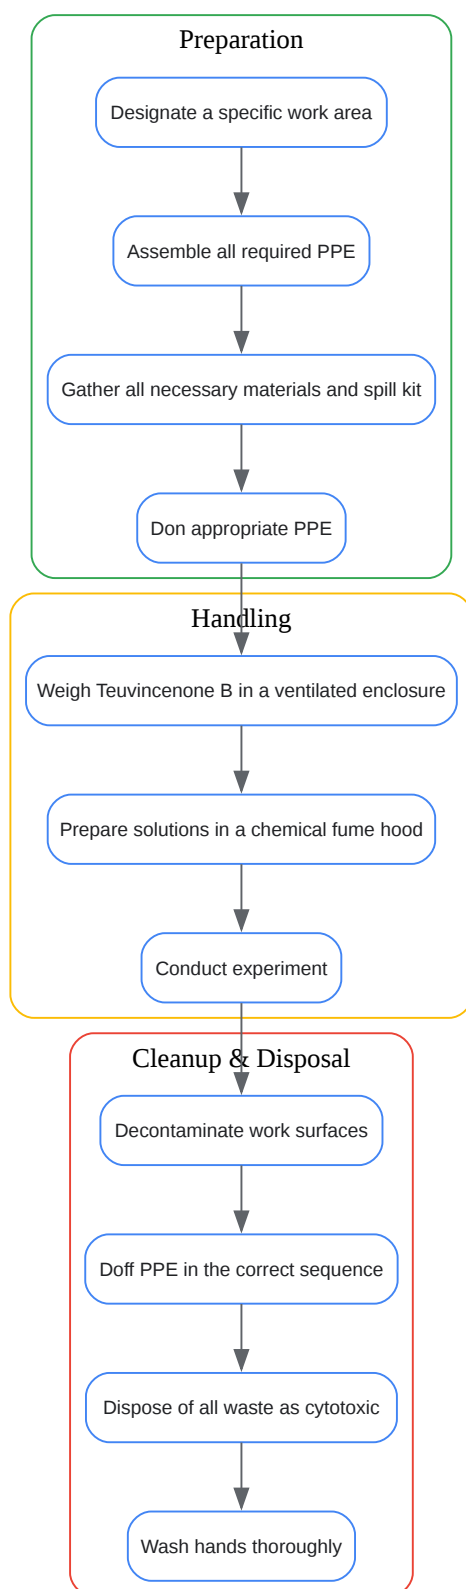 Preparation
Designate a specific work area
Assemble all required PPE
Gather all necessary materials and spill kit
Don appropriate PPE
Handling
Weigh Teuvincenone B in a ventilated enclosure
Prepare solutions in a chemical fume hood
Conduct experiment
Cleanup & Disposal
Decontaminate work surfaces
Doff PPE in the correct sequence
Dispose of all waste as cytotoxic
Wash hands thoroughly